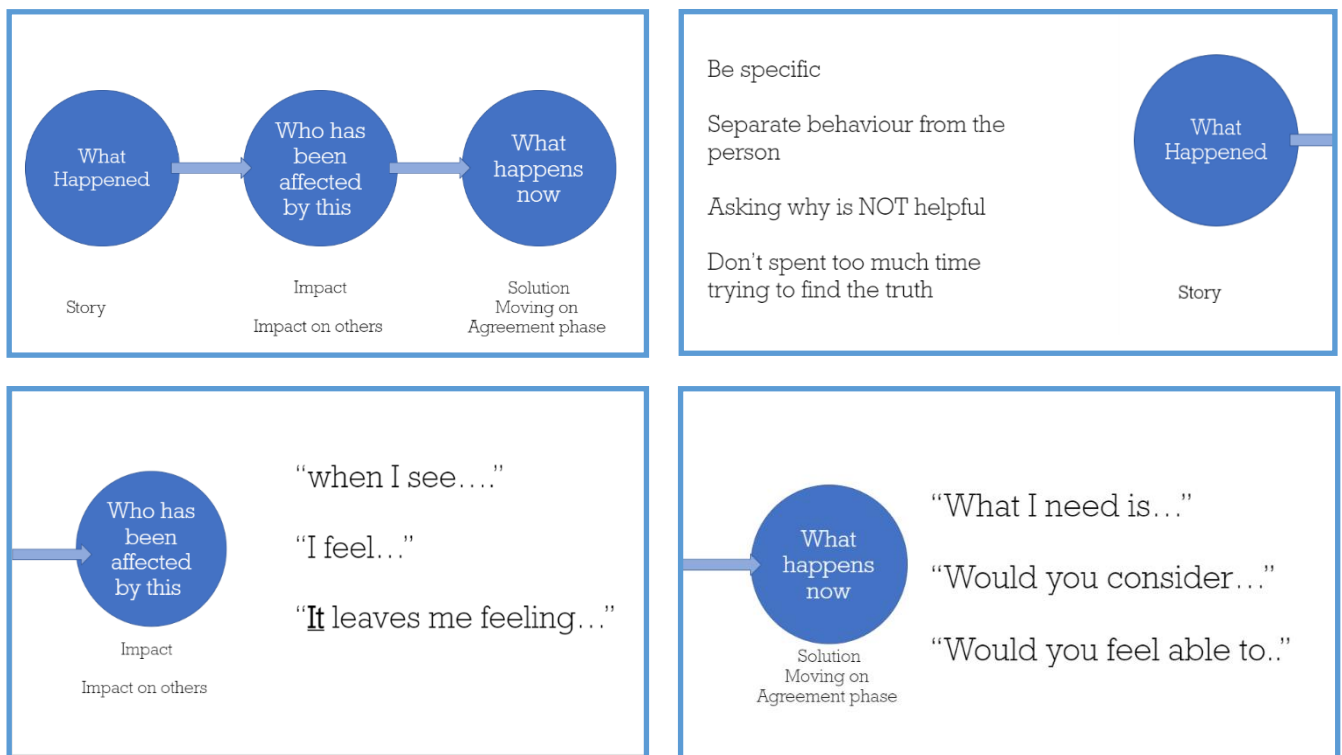 What
Happened
Who has
been
affected
by this
What
happens
now
Story
Impact
Impact on others
Solution
Moving on
Agreement phase
Be specific
Separate behaviour from the
person
Asking why is NOT helpful
Don't spent too much time
trying to find the truth
What
Happened
Story
Who has
been
affected
by this
Impact
Impact on others
“when I see….”
“I feel…”
“It leaves me feeling…”
What
happens
now
Solution
Moving on
Agreement phase
“What I need is…”
“Would you consider…”
“Would you feel able to..”